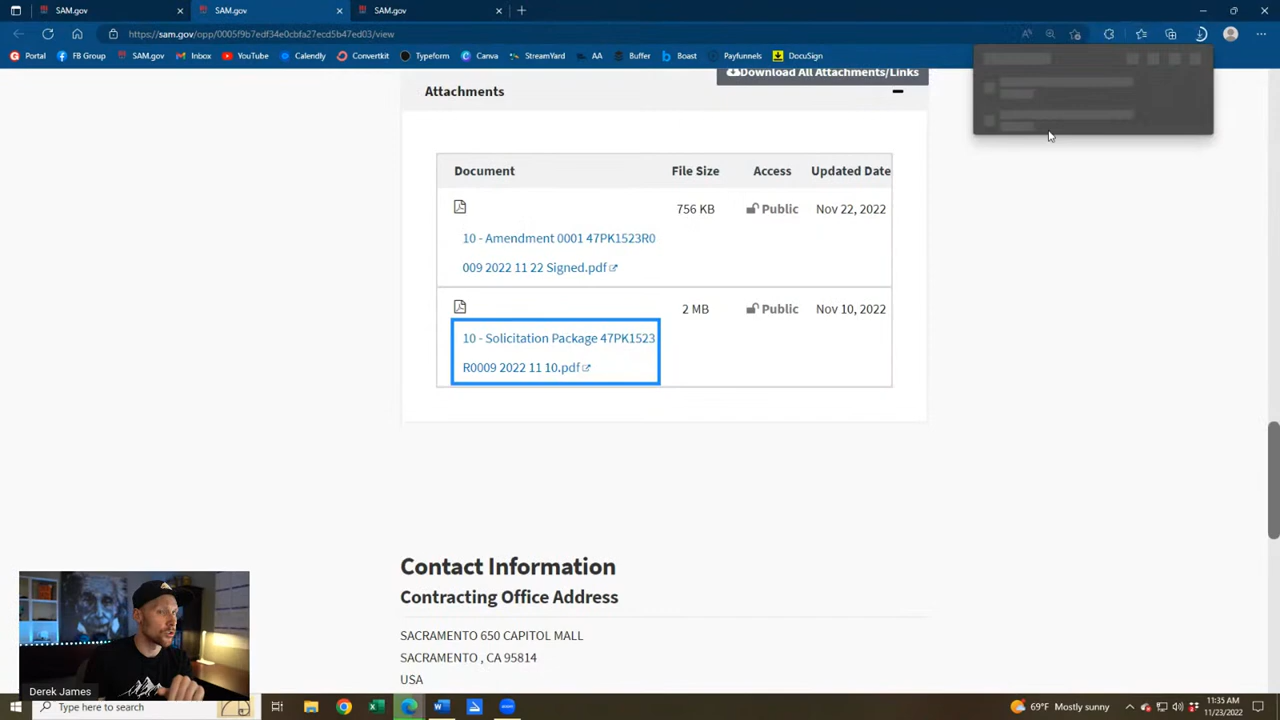 SAM.gov
SAM.gov
SAM.gov
https://sam.gov/opp/0005f9b7edf34e0cbfa27ecd5b47ed03/view
Portal
FB Group
SAM.gov
Inbox
YouTube
Calendly
Convertkit
Typeform
Canva
StreamYard
AA
Buffer
Boast
Payfunnels
DocuSign
Download All Attachments/Links
Attachments
Document File Size Access Updated Date
756 KB Public Nov 22, 2022
10 - Amendment 0001 47PK1523R0
009 2022 11 22 Signed.pdf
2 MB Public Nov 10, 2022
10 - Solicitation Package 47PK1523
R0009 2022 11 10.pdf
Contact Information
Contracting Office Address
SACRAMENTO 650 CAPITOL MALL
SACRAMENTO , CA 95814
USA
Derek James
Type here to search
69°F Mostly sunny
11:35 AM
11/23/2022